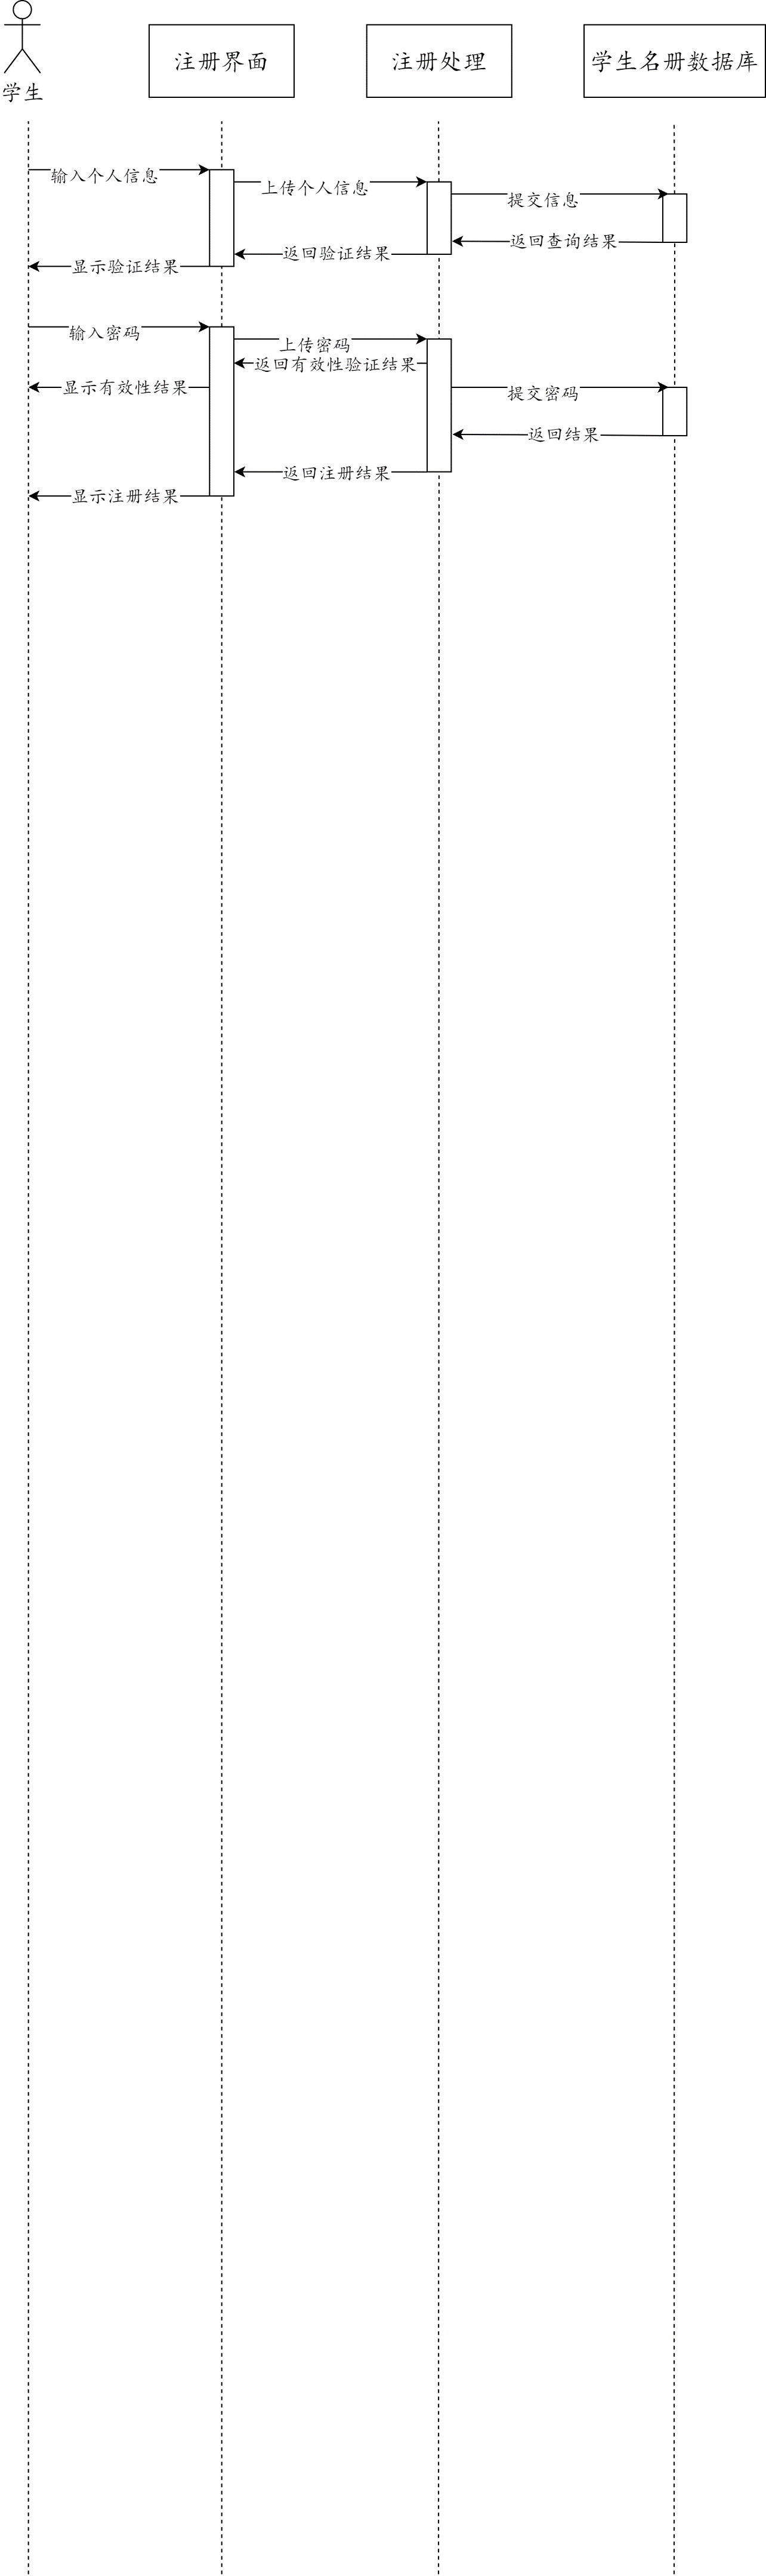 学生
注册界面
注册处理
学生名册数据库
输入个人信息
上传个人信息
提交信息
返回查询结果
返回验证结果
显示验证结果
输入密码
上传密码
返回有效性验证结果
显示有效性结果
提交密码
返回结果
返回注册结果
显示注册结果